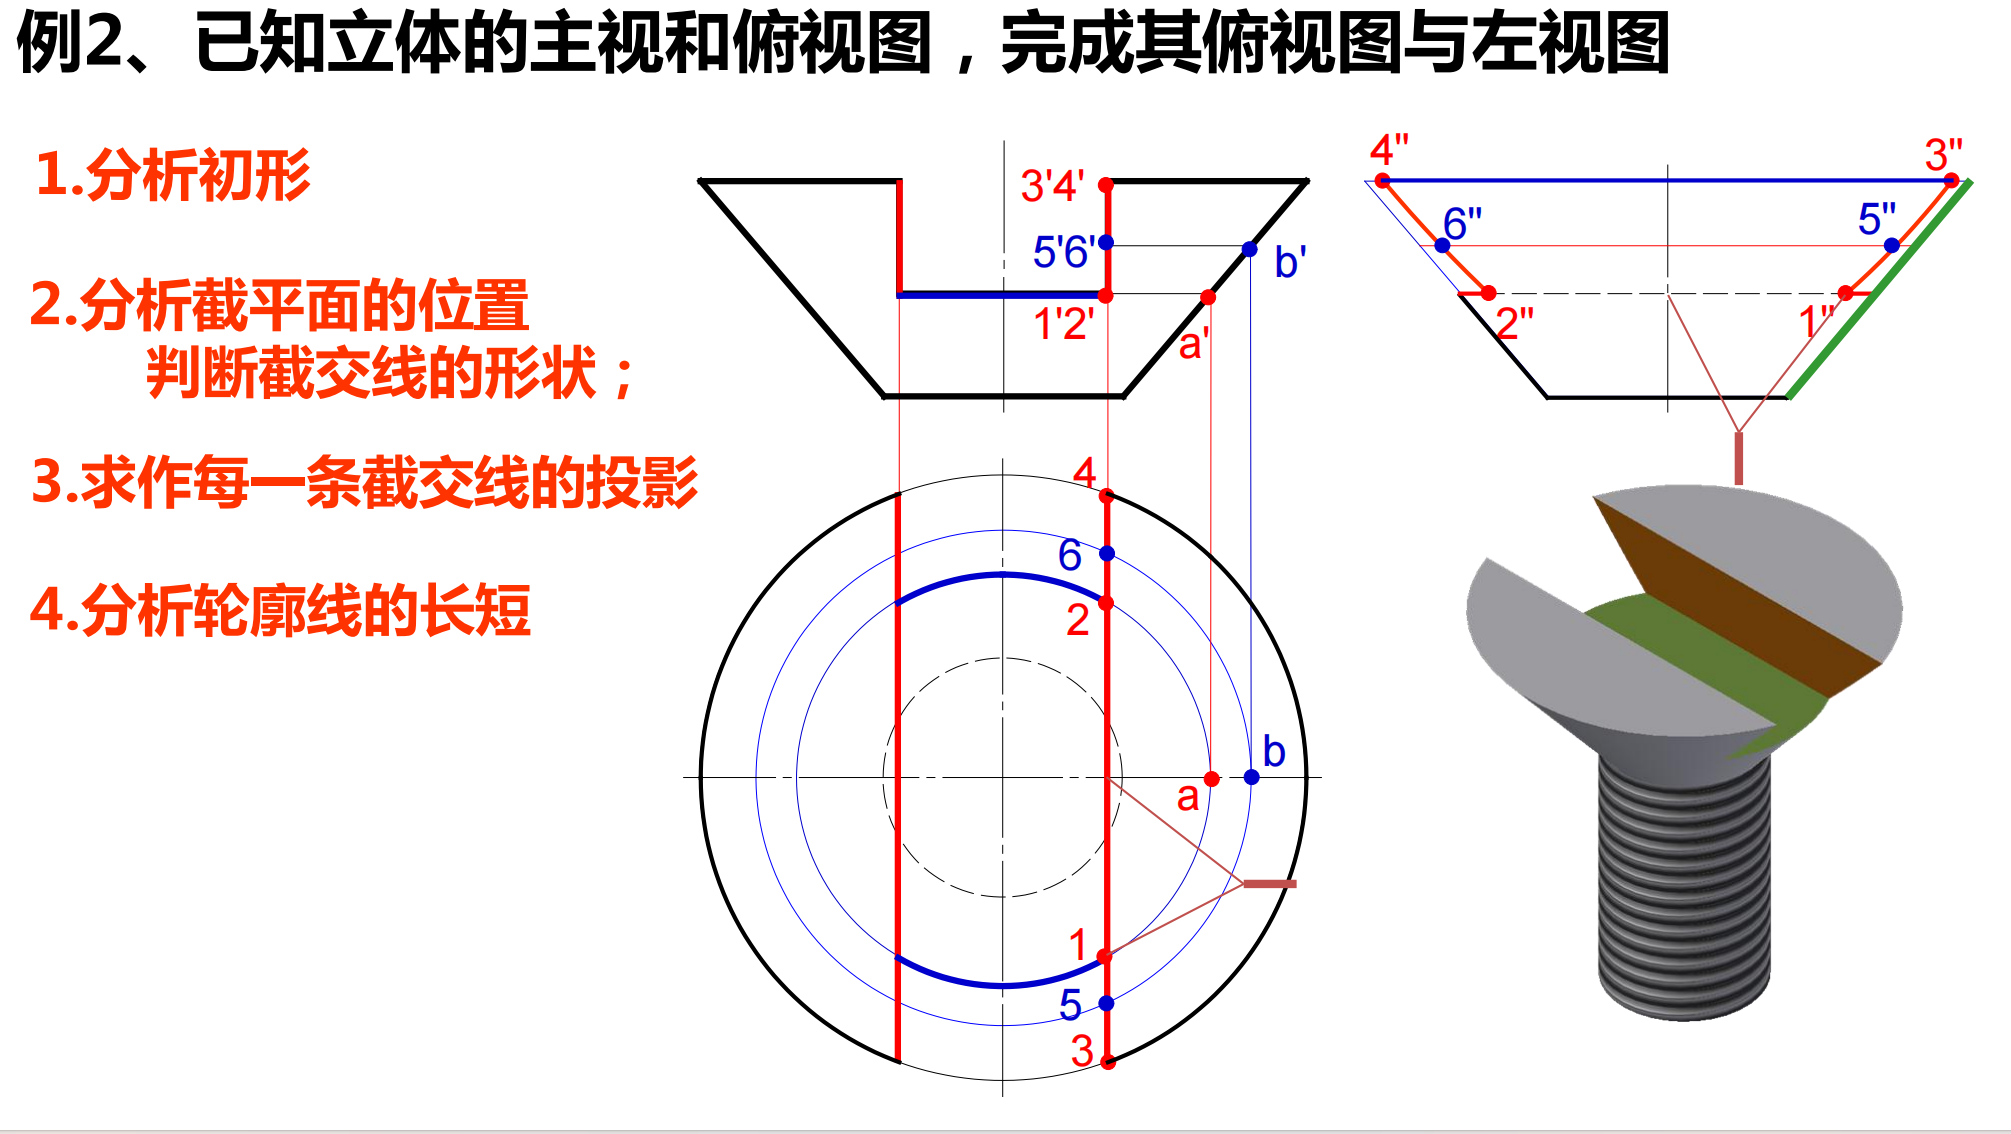 例2、已知立体的主视和俯视图，完成其俯视图与左视图
1.分析初形
2.分析截平面的位置
判断截交线的形状；
3.求作每一条截交线的投影
4.分析轮廓线的长短
3'4'
5'6'
b'
1'2'
a'
4"
3"
6"
5"
2"
1"
4
6
2
b
a
1
5
3